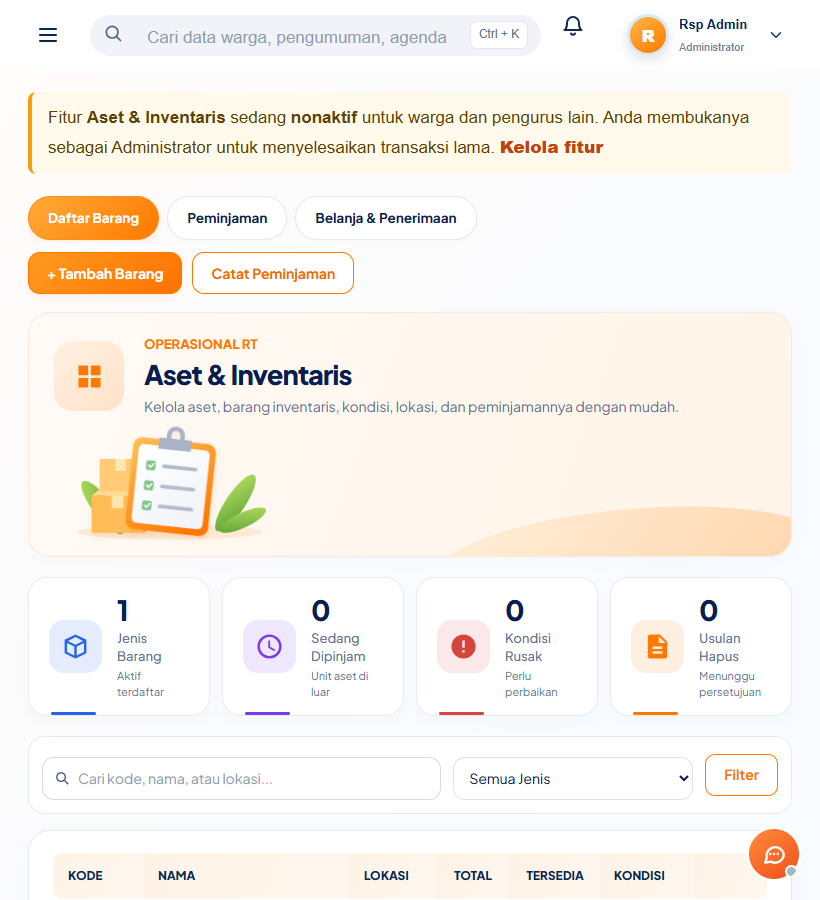 Cari data warga, pengumuman, agenda
Ctrl + K
R
Rsp Admin
Administrator
Fitur Aset & Inventaris sedang nonaktif untuk warga dan pengurus lain. Anda membukanya
sebagai Administrator untuk menyelesaikan transaksi lama. Kelola fitur
Daftar Barang
Peminjaman
Belanja & Penerimaan
+ Tambah Barang
Catat Peminjaman
OPERASIONAL RT
Aset & Inventaris
Kelola aset, barang inventaris, kondisi, lokasi, dan peminjamannya dengan mudah.
1
Jenis
Barang
Aktif
terdaftar
0
Sedang
Dipinjam
Unit aset di
luar
0
Kondisi
Rusak
Perlu
perbaikan
0
Usulan
Hapus
Menunggu
persetujuan
Cari kode, nama, atau lokasi...
Semua Jenis
Filter
KODE
NAMA
LOKASI
TOTAL
TERSEDIA
KONDISI